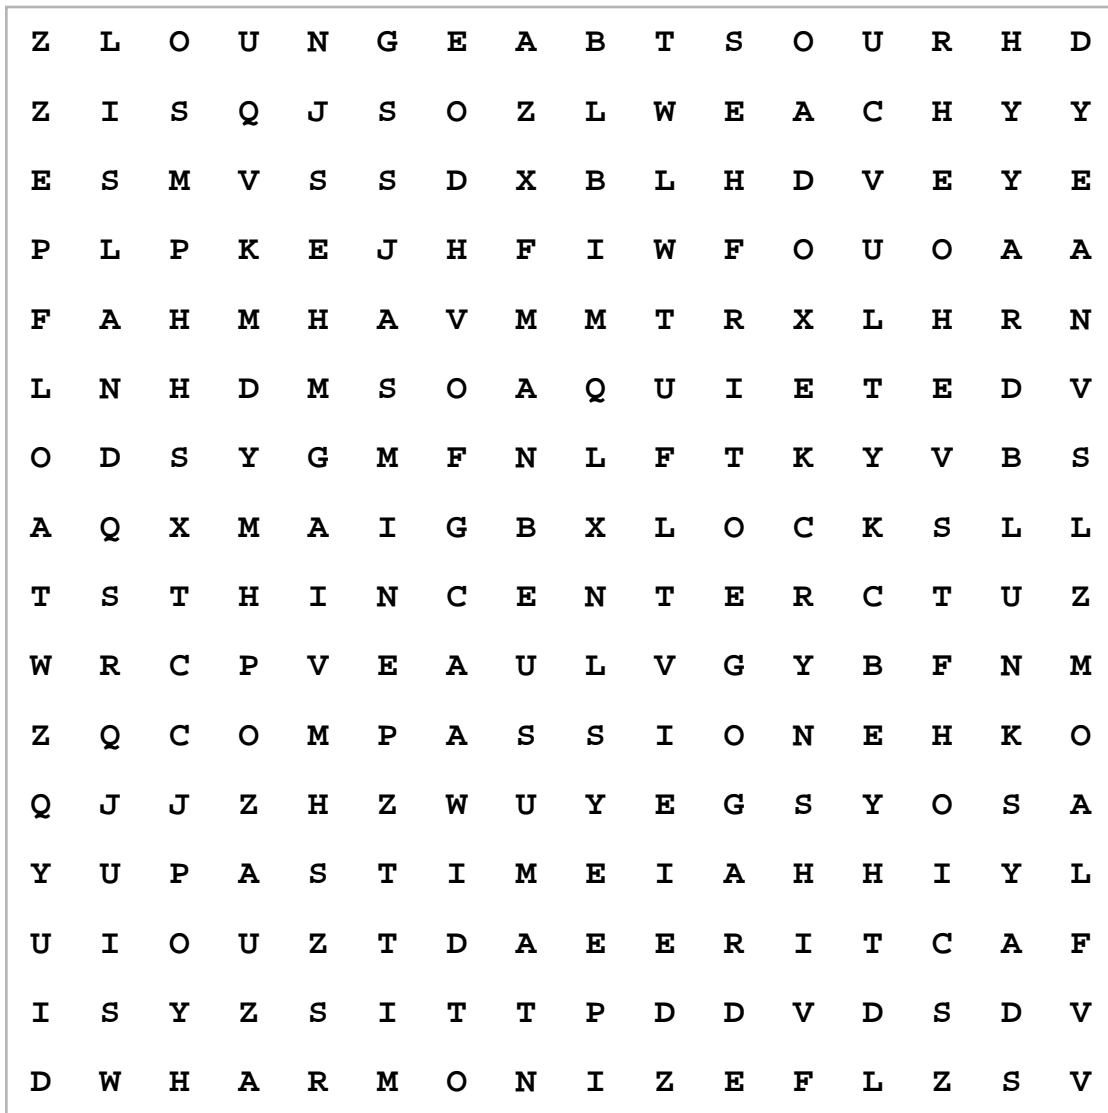 Z L O U N G E A B T S O U R H D
Z I S Q J S O Z L W E A C H Y Y
E S M V S S D X B L H D V E Y E
P L P K E J H F I W F O U O A A
F A H M H A V M M T R X L H R N
L N H D M S O A Q U I E T E D V
O D S Y G M F N L F T K Y V B S
A Q X M A I G B X L O C K S L L
T S T H I N C E N T E R C T U Z
W R C P V E A U L V G Y B F N M
Z Q C O M P A S S I O N E H K O
Q J J Z H Z W U Y E G S Y O S A
Y U P A S T I M E I A H H I Y L
U I O U Z T D A E E R I T C A F
I S Y Z S I T T P D D V D S D V
D W H A R M O N I Z E F L Z S V